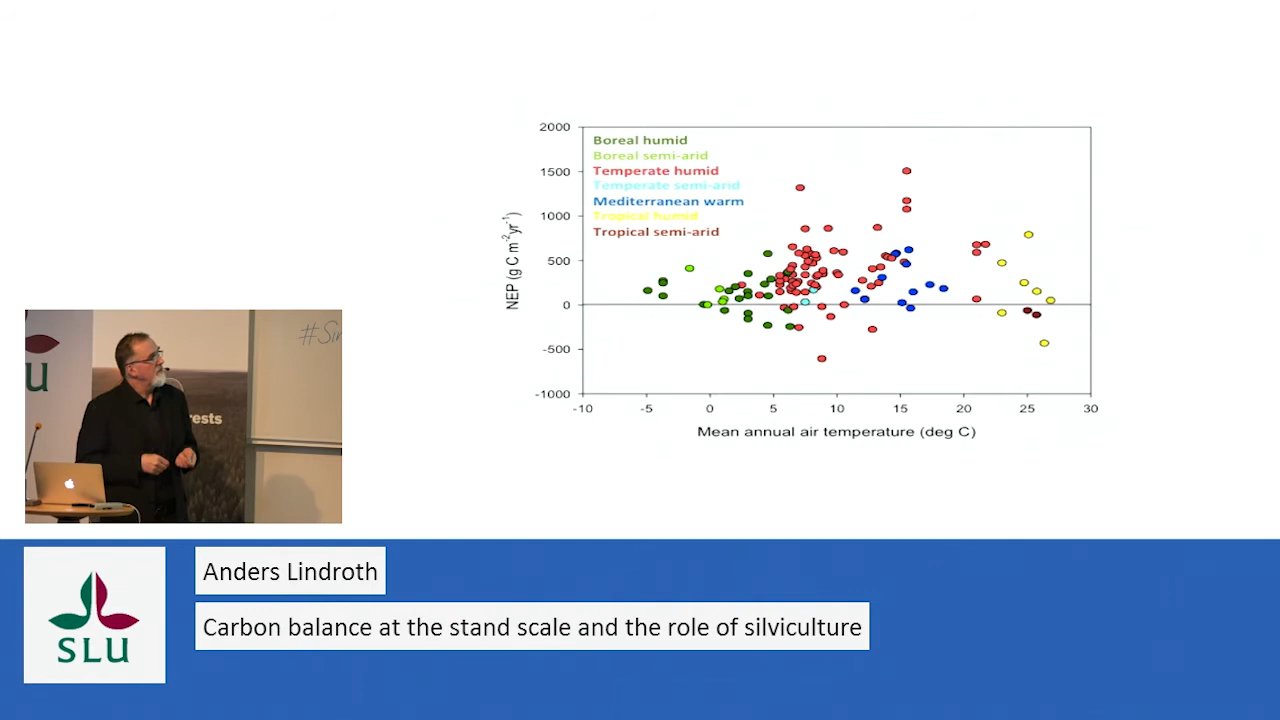 2000
1500
1000
500
0
-500
-1000
NEP (g C m-2yr-1)
Boreal humid
Boreal semi-arid
Temperate humid
Temperate semi-arid
Mediterranean warm
Tropical humid
Tropical semi-arid
-10 -5 0 5 10 15 20 25 30
Mean annual air temperature (deg C)
U
rests
Anders Lindroth
Carbon balance at the stand scale and the role of silviculture
SLU